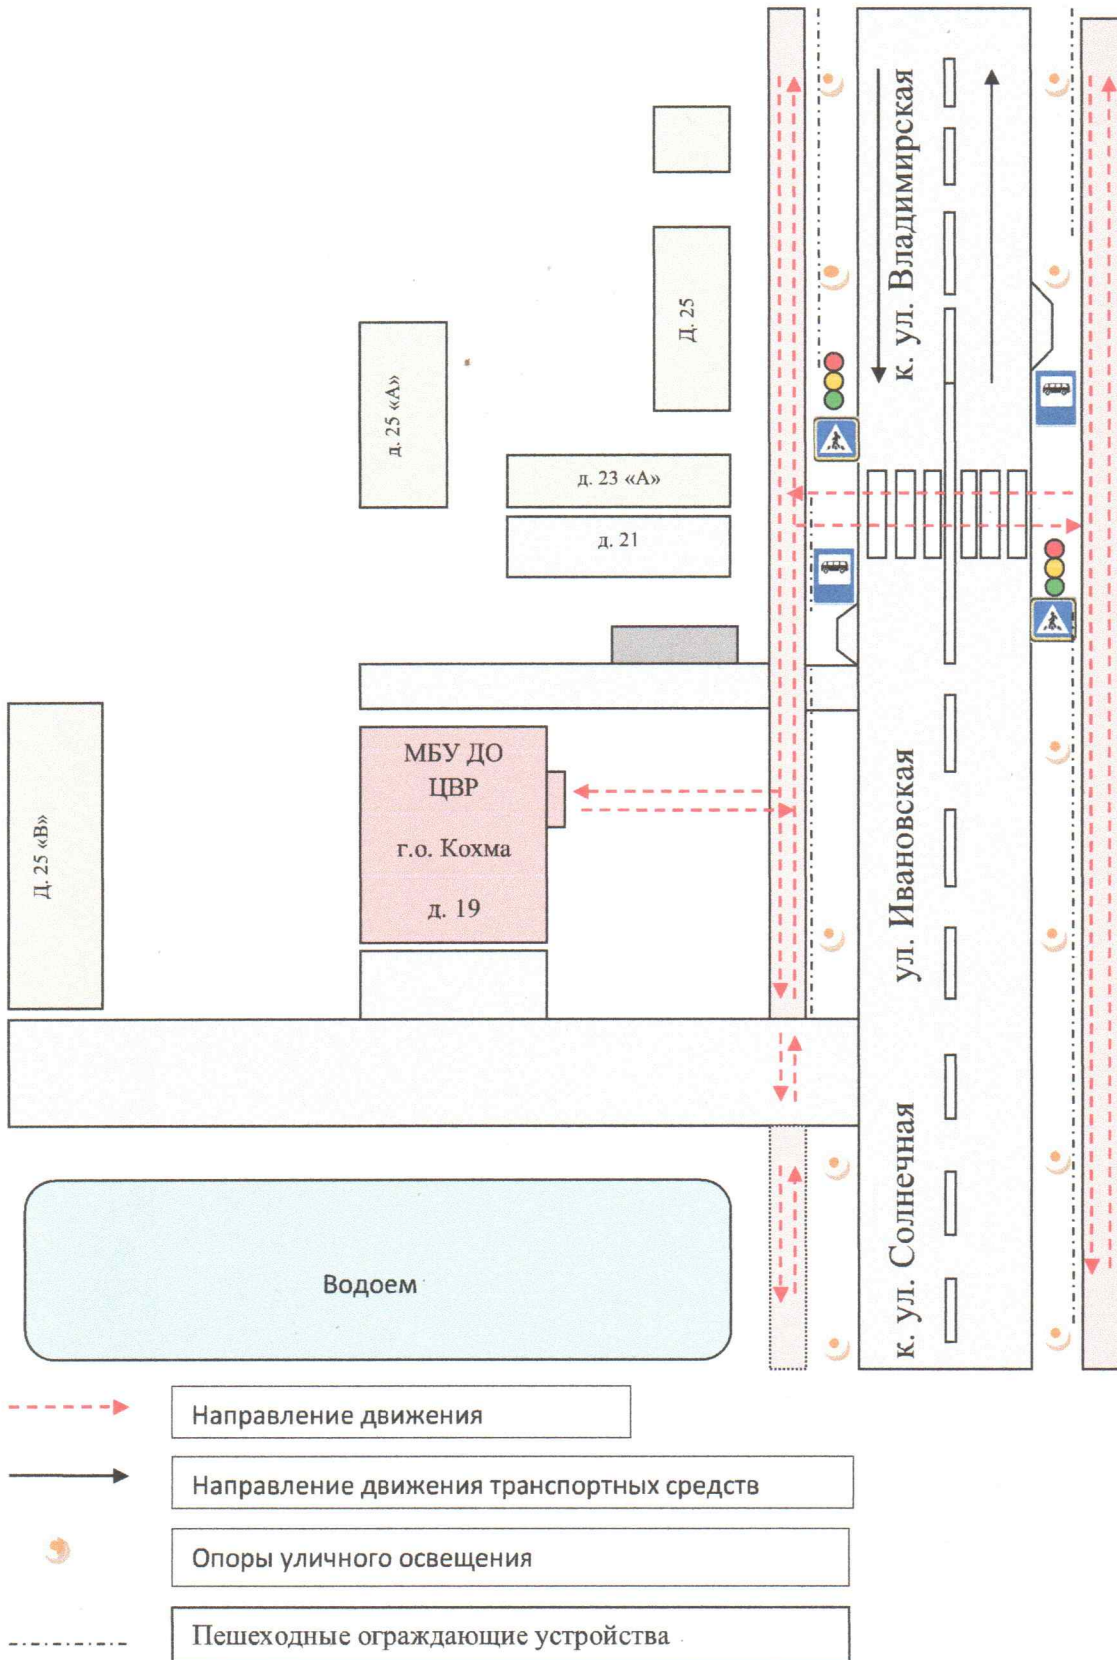 к. ул. Владимирская
Д. 25
д. 25 «А»
д. 23 «А»
д. 21
МБУ ДО
ЦВР
г.о. Кохма
д. 19
Д. 25 «В»
ул. Ивановская
к. ул. Солнечная
Водоем
Направление движения
Направление движения транспортных средств
Опоры уличного освещения
Пешеходные ограждающие устройства